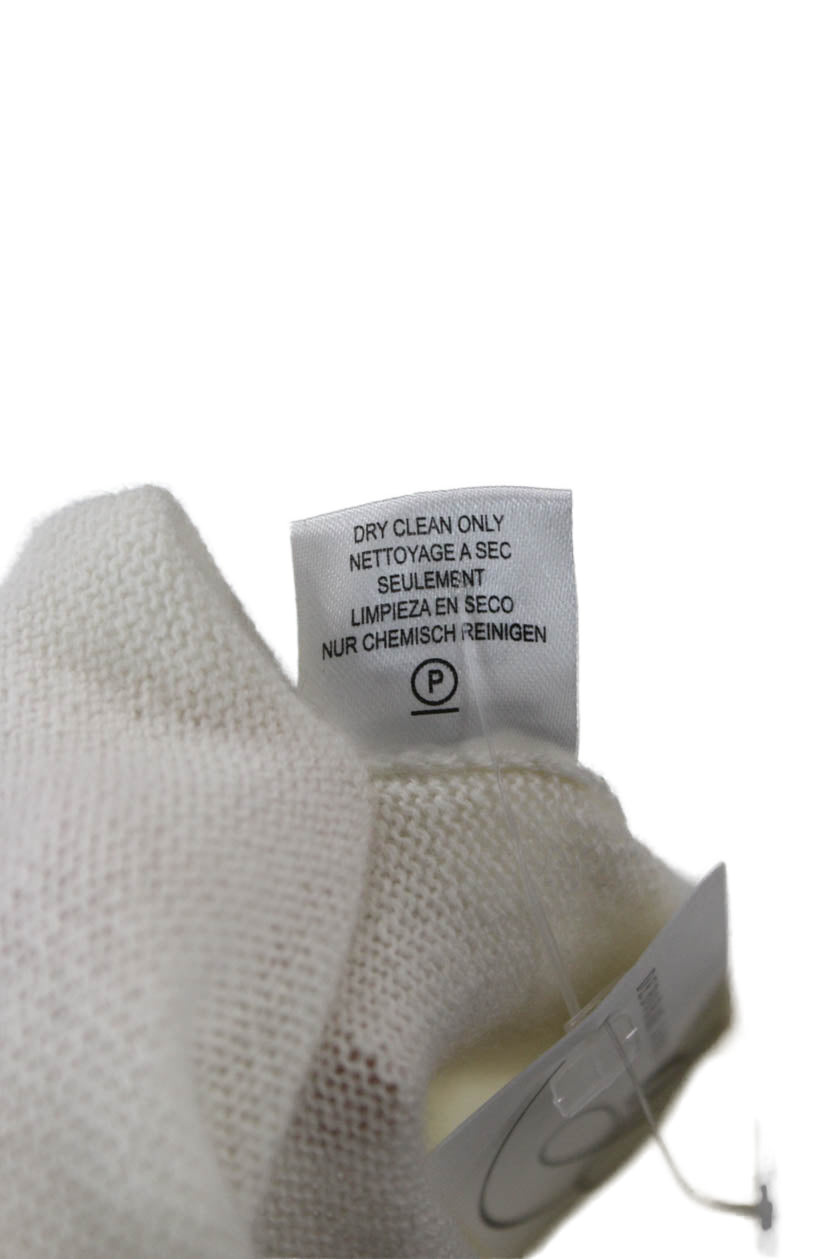 DRY CLEAN ONLY
NETTOYAGE A SEC
SEULEMENT
LIMPIEZA EN SECO
NUR CHEMISCH REINIGEN
P